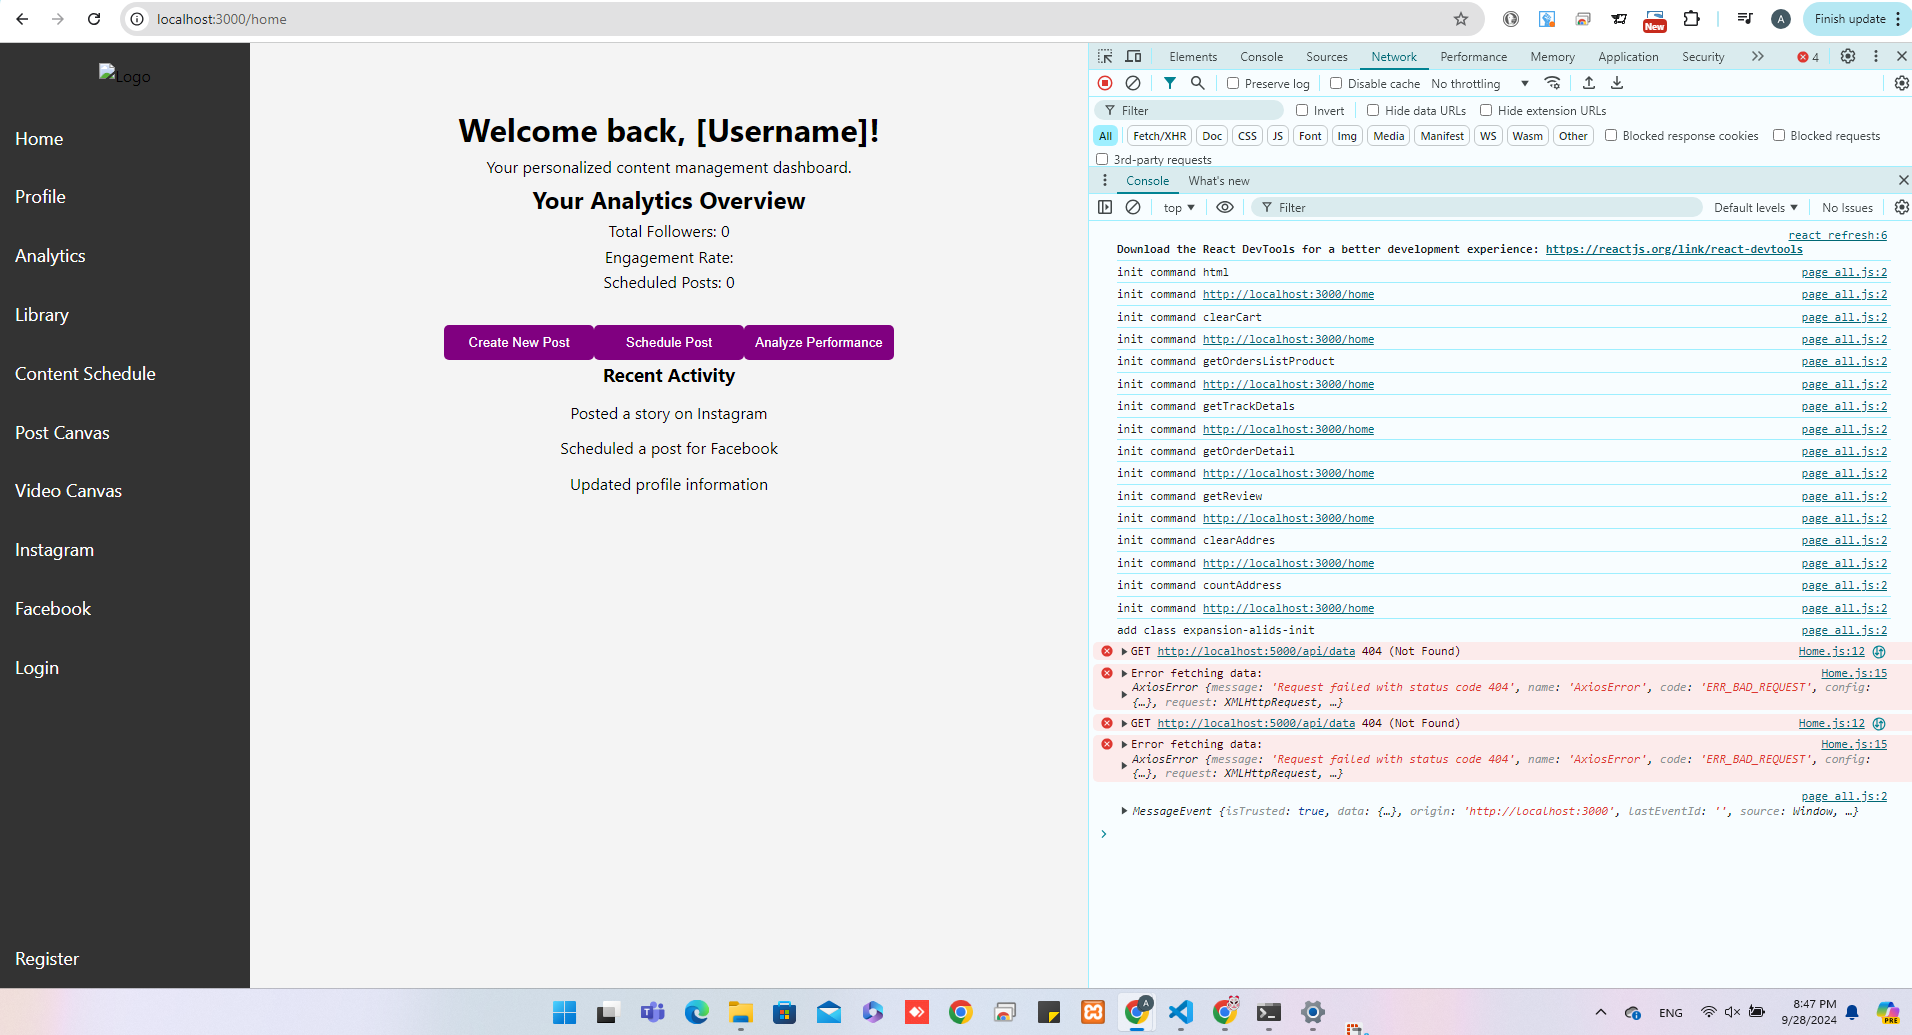 localhost:3000/home
New
A
Finish update
Logo
Home
Profile
Analytics
Library
Content Schedule
Post Canvas
Video Canvas
Instagram
Facebook
Login
Register
Welcome back, [Username]!
Your personalized content management dashboard.
Your Analytics Overview
Total Followers: 0
Engagement Rate:
Scheduled Posts: 0
Create New Post Schedule Post Analyze Performance
Recent Activity
Posted a story on Instagram
Scheduled a post for Facebook
Updated profile information
Elements Console Sources Network Performance Memory Application Security 4
Preserve log Disable cache No throttling
Filter Invert Hide data URLs Hide extension URLs
All Fetch/XHR Doc CSS JS Font Img Media Manifest WS Wasm Other Blocked response cookies Blocked requests
3rd-party requests
Console What's new
top Filter Default levels No Issues
react refresh:6
Download the React DevTools for a better development experience: https://reactjs.org/link/react-devtools
init command html page_all.js:2
init command http://localhost:3000/home page_all.js:2
init command clearCart page_all.js:2
init command http://localhost:3000/home page_all.js:2
init command getOrdersListProduct page_all.js:2
init command http://localhost:3000/home page_all.js:2
init command getTrackDetals page_all.js:2
init command http://localhost:3000/home page_all.js:2
init command getOrderDetail page_all.js:2
init command http://localhost:3000/home page_all.js:2
init command getReview page_all.js:2
init command http://localhost:3000/home page_all.js:2
init command clearAddres page_all.js:2
init command http://localhost:3000/home page_all.js:2
init command countAddress page_all.js:2
init command http://localhost:3000/home page_all.js:2
add class expansion-alids-init page_all.js:2
GET http://localhost:5000/api/data 404 (Not Found) Home.js:12
Error fetching data: Home.js:15
AxiosError {message: 'Request failed with status code 404', name: 'AxiosError', code: 'ERR_BAD_REQUEST', config:
{…}, request: XMLHttpRequest, …}
GET http://localhost:5000/api/data 404 (Not Found) Home.js:12
Error fetching data: Home.js:15
AxiosError {message: 'Request failed with status code 404', name: 'AxiosError', code: 'ERR_BAD_REQUEST', config:
{…}, request: XMLHttpRequest, …}
page_all.js:2
MessageEvent {isTrusted: true, data: {…}, origin: 'http://localhost:3000', lastEventId: '', source: Window, …}
A
ENG
8:47 PM
9/28/2024
PRE